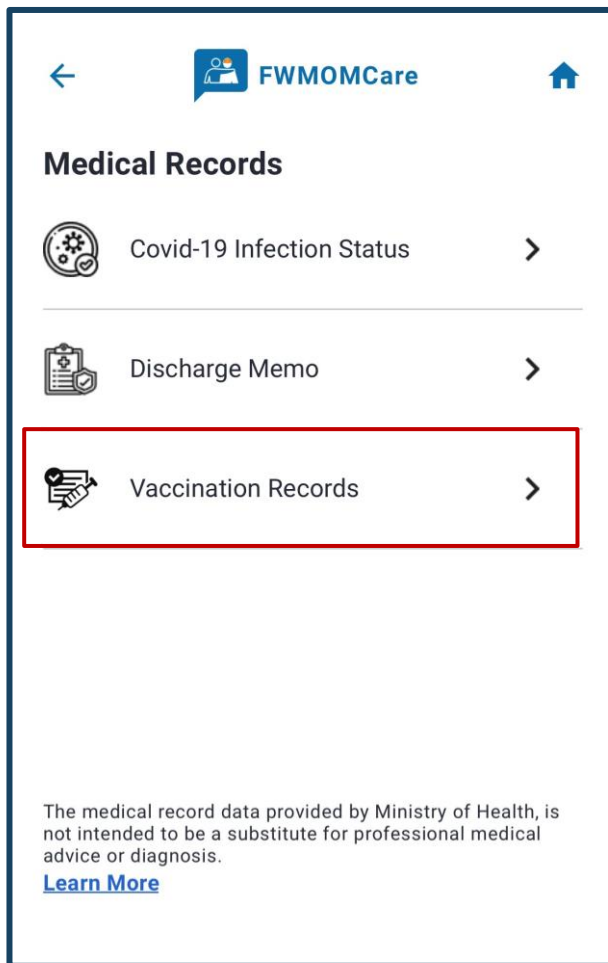 FWMOMCare
Medical Records
Covid-19 Infection Status
Discharge Memo
Vaccination Records
The medical record data provided by Ministry of Health, is
not intended to be a substitute for professional medical
advice or diagnosis.
Learn More